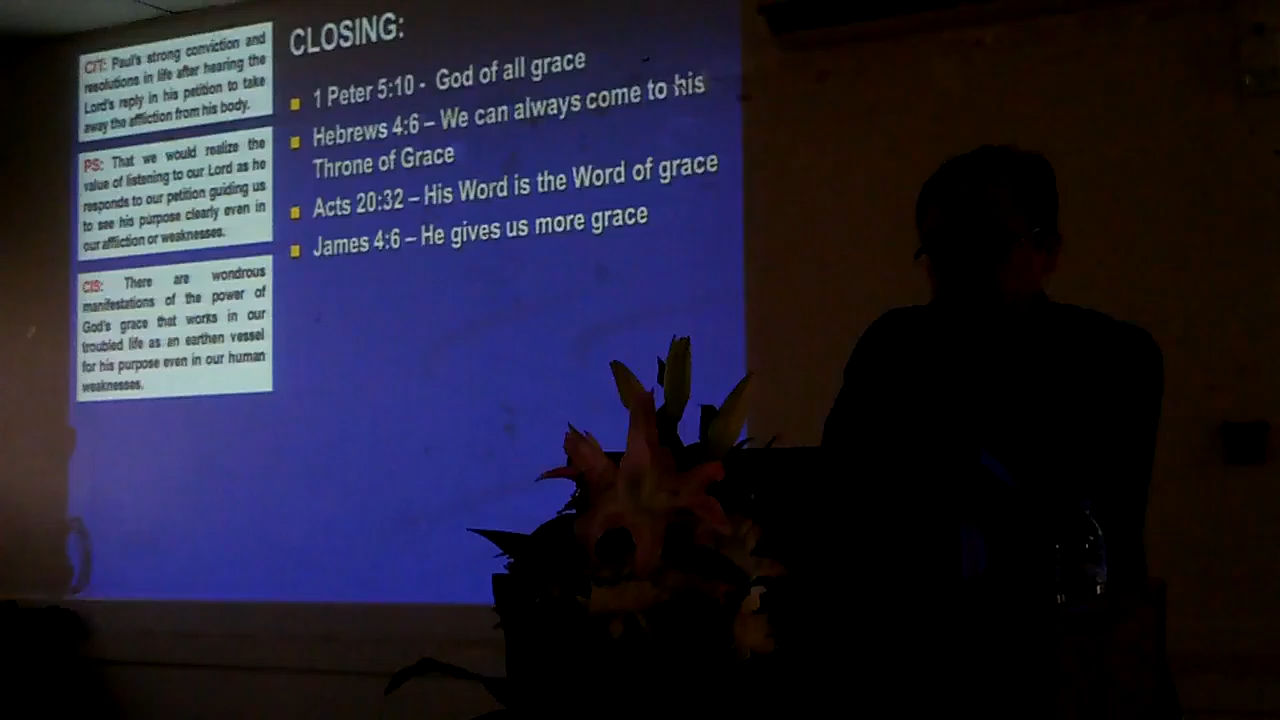 CIT: Paul's strong conviction and
resolutions in life after hearing the
Lord's reply in his petition to take
away the affliction from his body.
PS: That we would realize the
value of listening to our Lord as he
responds to our petition guiding us
to see his purpose clearly even in
our affliction or weaknesses.
CIS: There are wondrous
manifestations of the power of
God's grace that works in our
troubled life as an earthen vessel
for his purpose even in our human
weaknesses.
CLOSING:
1 Peter 5:10 - God of all grace
Hebrews 4:6 – We can always come to his
Throne of Grace
Acts 20:32 – His Word is the Word of grace
James 4:6 – He gives us more grace